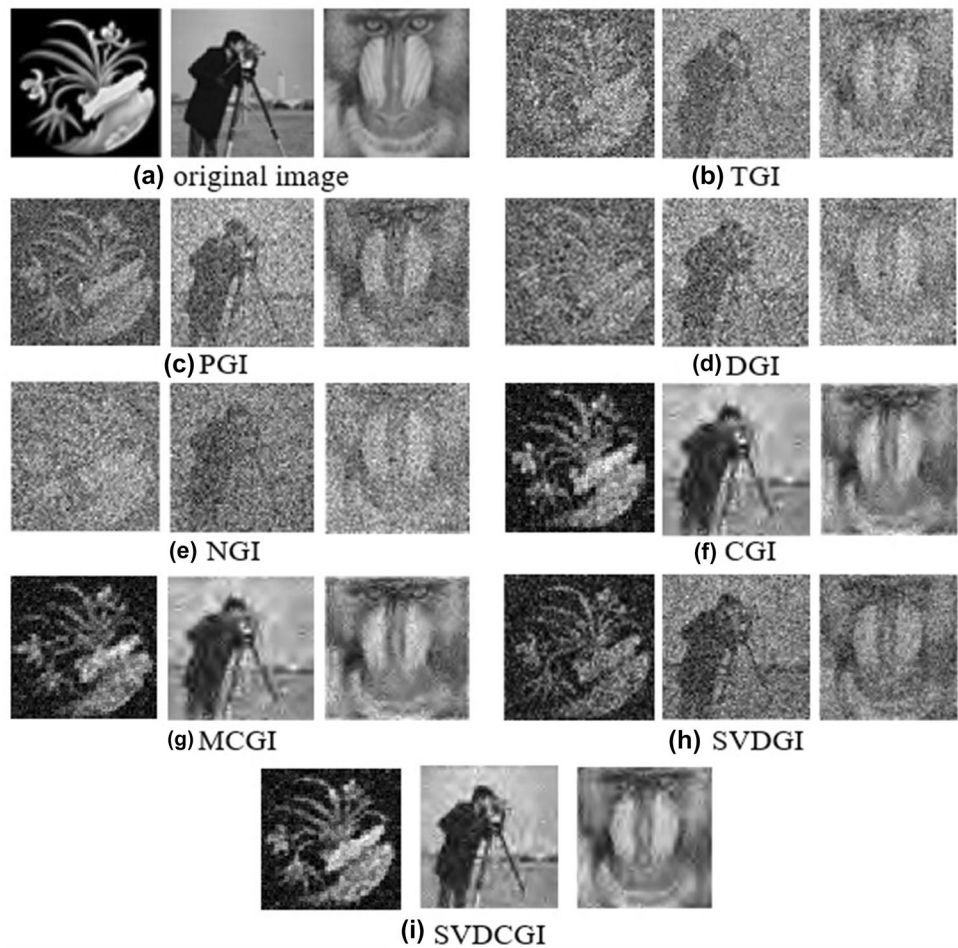 (a) original image
(b) TGI
(c) PGI
(d) DGI
(e) NGI
(f) CGI
(g) MCGI
(h) SVDGI
(i) SVDCGI